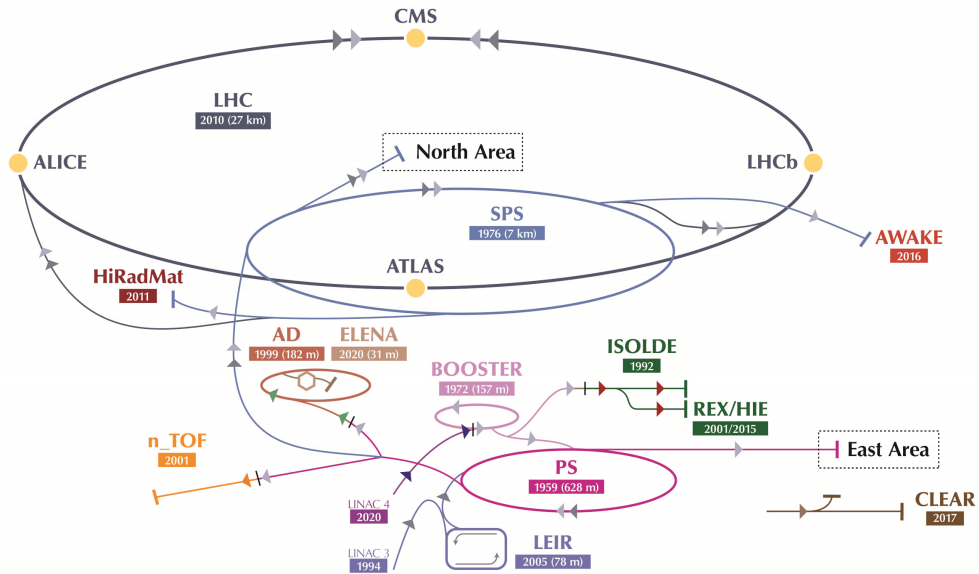 CMS
LHC
2010 (27 km)
North Area
ALICE
LHCb
SPS
1976 (7 km)
AWAKE
2016
ATLAS
HiRadMat
2011
AD
1999 (182 m)
ELENA
2020 (31 m)
ISOLDE
1992
BOOSTER
1972 (157 m)
REX/HIE
2001/2015
n_TOF
2001
East Area
PS
1959 (628 m)
LINAC 4
2020
CLEAR
2017
LINAC 3
1994
LEIR
2005 (78 m)